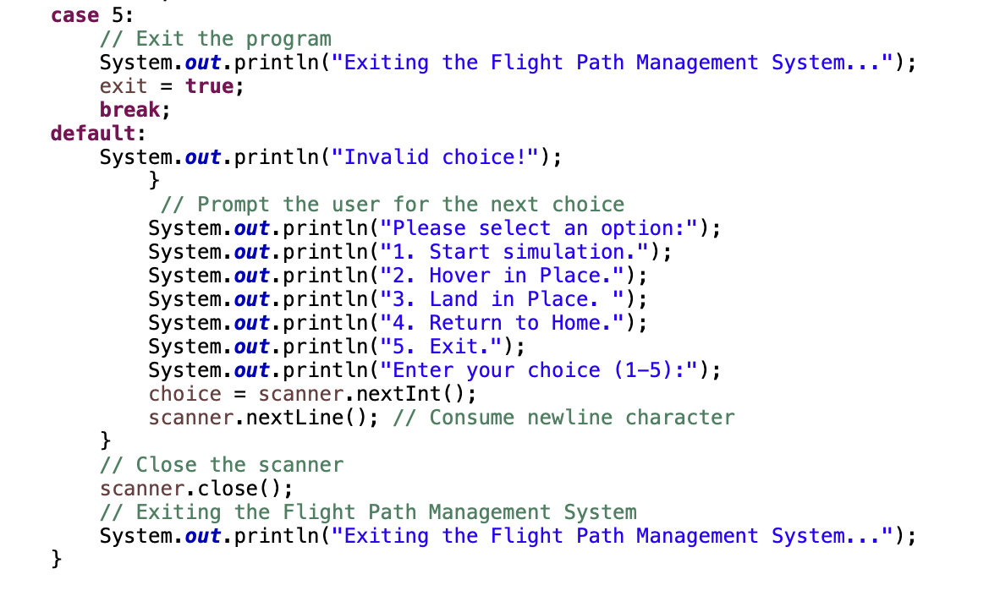 case 5:
// Exit the program
System.out.println("Exiting the Flight Path Management System...");
exit = true;
break;
default:
System.out.println("Invalid choice!");
}
// Prompt the user for the next choice
System.out.println("Please select an option:");
System.out.println("1. Start simulation.");
System.out.println("2. Hover in Place.");
System.out.println("3. Land in Place. ");
System.out.println("4. Return to Home.");
System.out.println("5. Exit.");
System.out.println("Enter your choice (1-5):");
choice = scanner.nextInt();
scanner.nextLine(); // Consume newline character
}
// Close the scanner
scanner.close();
// Exiting the Flight Path Management System
System.out.println("Exiting the Flight Path Management System...");
}